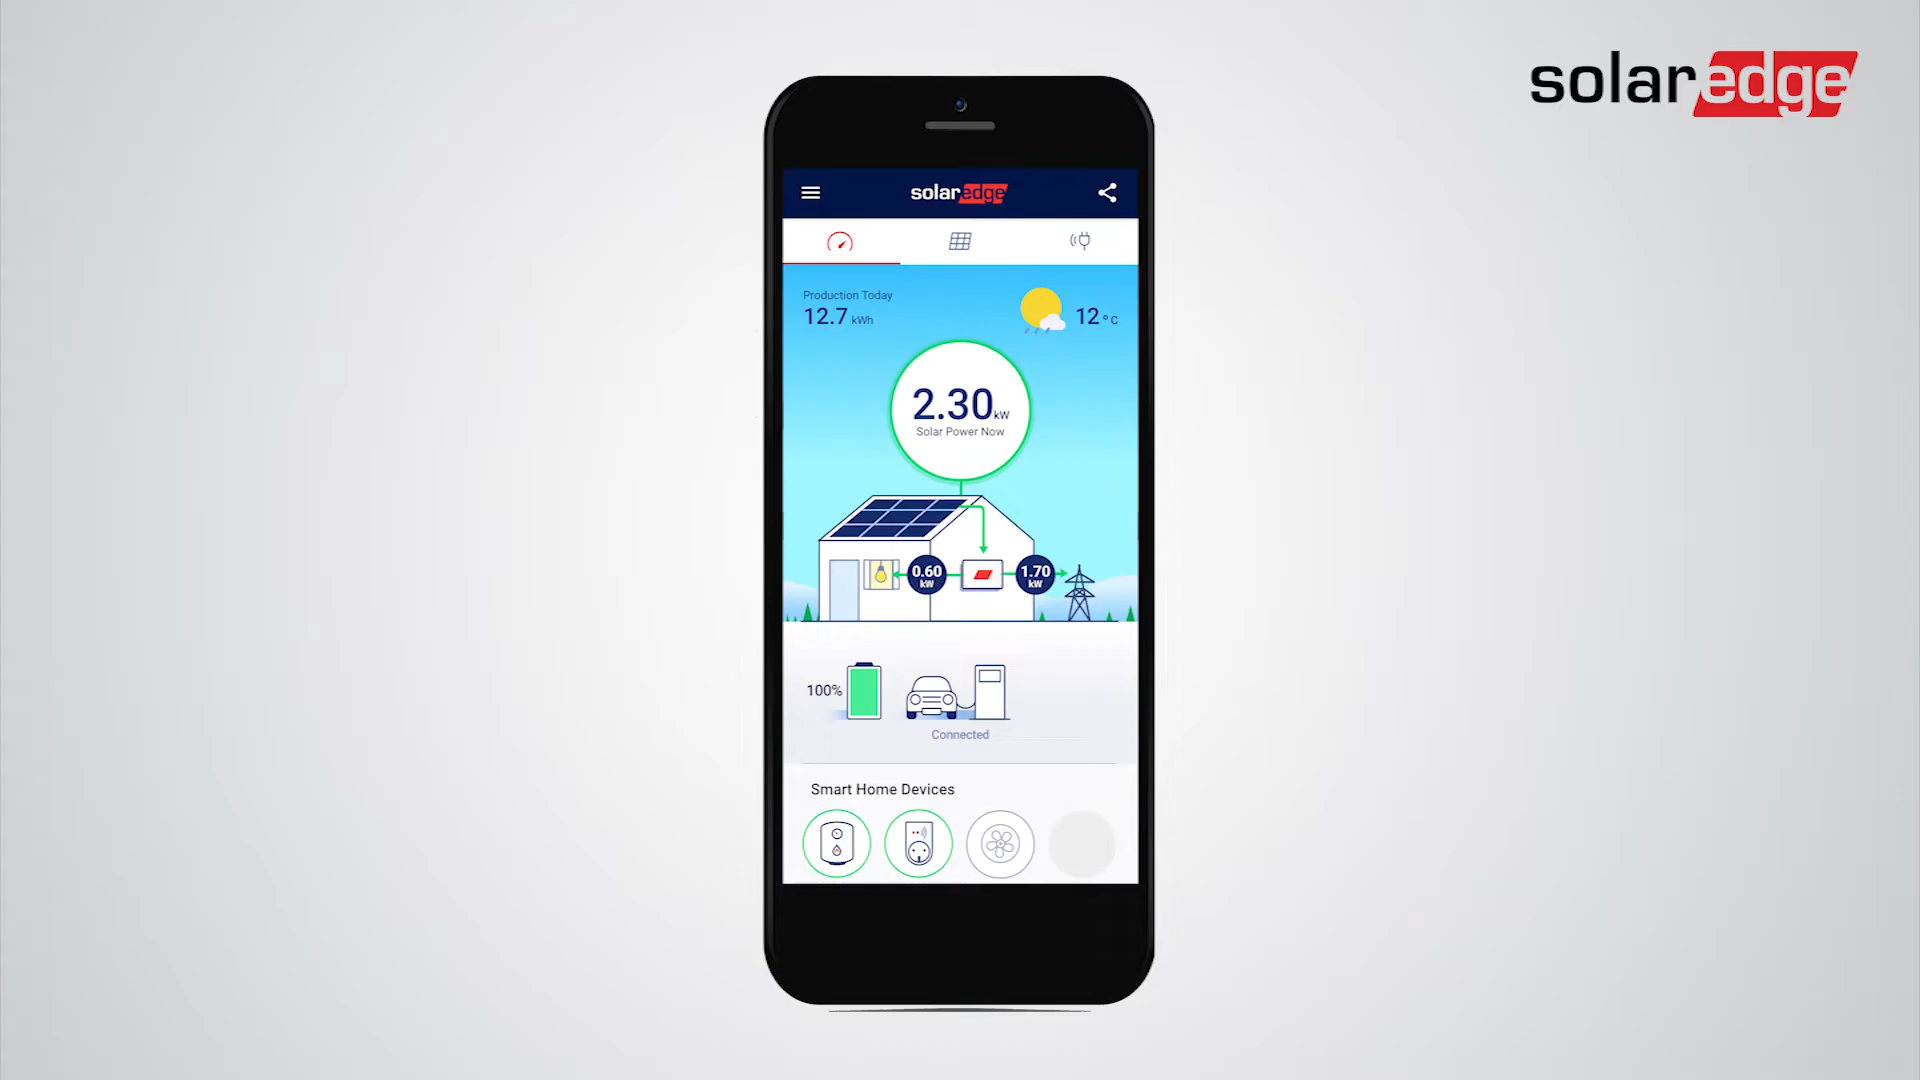 solaredge
solaredge
Production Today
12.7 kWh
12 °C
2.30 kW
Solar Power Now
0.60 kW
1.70 kW
100%
Connected
Smart Home Devices